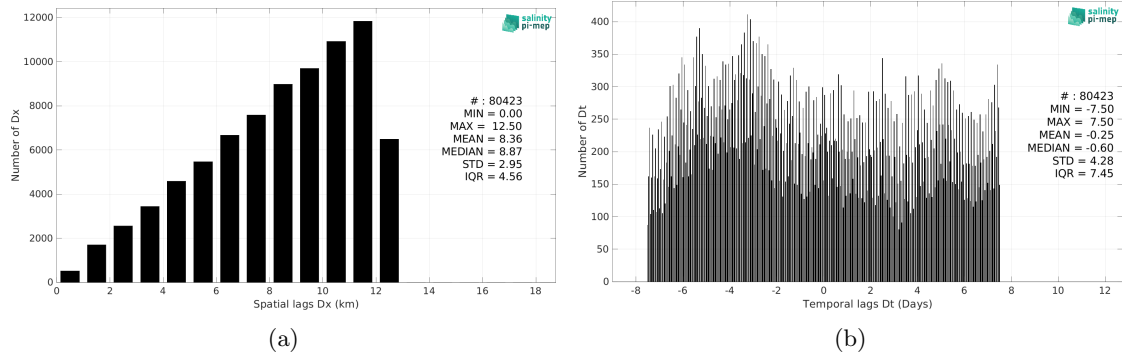 12000
10000
8000
6000
4000
2000
0
Number of Dx
salinity
pi-mep
# : 80423
MIN = 0.00
MAX = 12.50
MEAN = 8.36
MEDIAN = 8.87
STD = 2.95
IQR = 4.56
0 2 4 6 8 10 12 14 16 18
Spatial lags Dx (km)
(a)
400
350
300
250
200
150
100
50
0
Number of Dt
salinity
pi-mep
# : 80423
MIN = -7.50
MAX = 7.50
MEAN = -0.25
MEDIAN = -0.60
STD = 4.28
IQR = 7.45
-8 -6 -4 -2 0 2 4 6 8 10 12
Temporal lags Dt (Days)
(b)